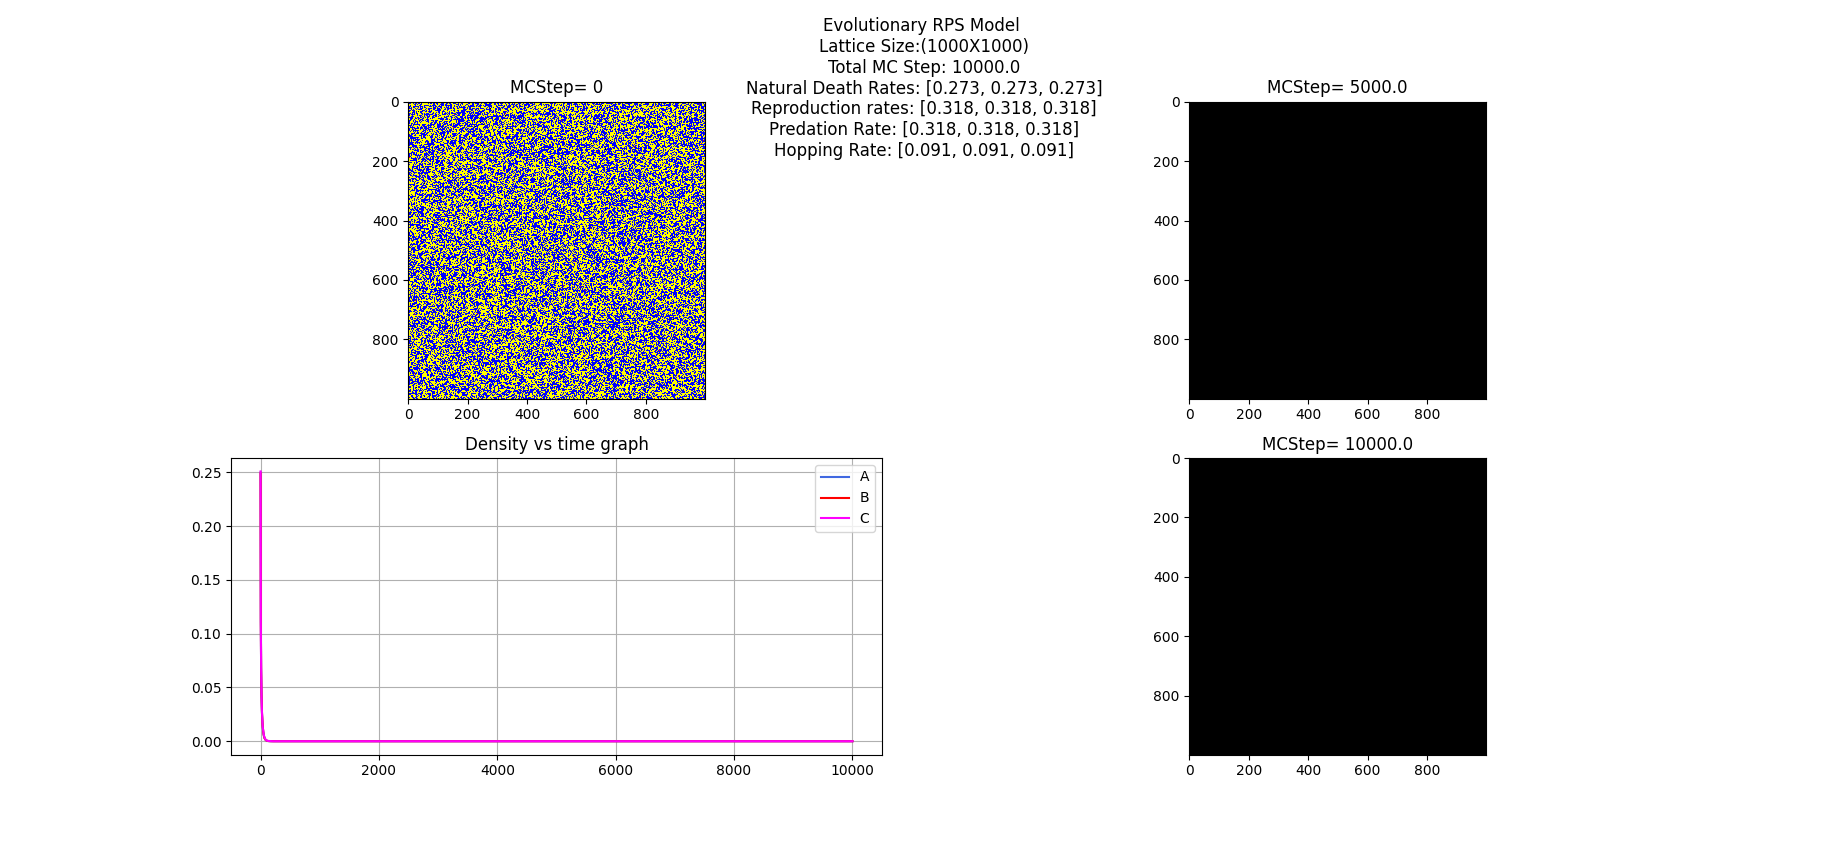 Evolutionary RPS Model
Lattice Size:(1000X1000)
Total MC Step: 10000.0
Natural Death Rates: [0.273, 0.273, 0.273]
Reproduction rates: [0.318, 0.318, 0.318]
Predation Rate: [0.318, 0.318, 0.318]
Hopping Rate: [0.091, 0.091, 0.091]
MCStep= 0
0
200
400
600
800
0 200 400 600 800
MCStep= 5000.0
0
200
400
600
800
0 200 400 600 800
Density vs time graph
0.25
0.20
0.15
0.10
0.05
0.00
0 2000 4000 6000 8000 10000
A
B
C
MCStep= 10000.0
0
200
400
600
800
0 200 400 600 800